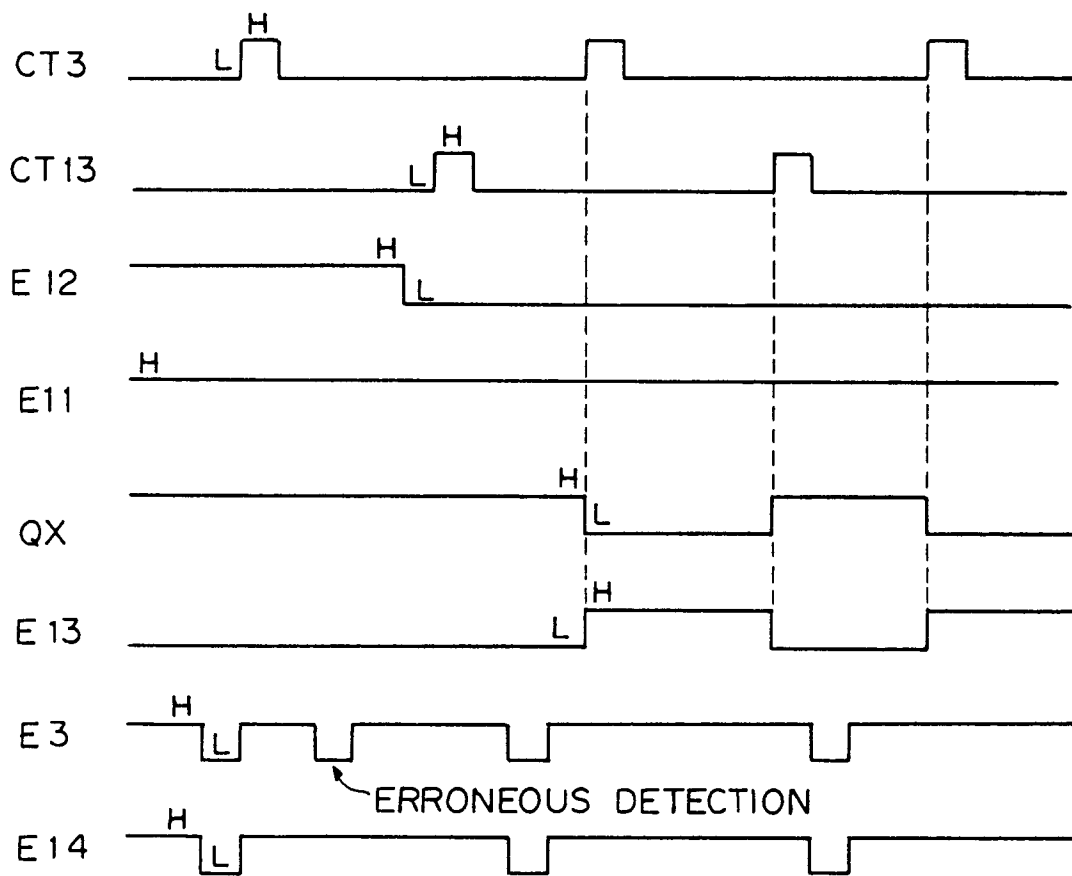 H
CT3 L
H
CT13 L
H
E12 L
H
E11
H
QX L
H
E13 L
H
E3 L
ERRONEOUS DETECTION
H
E14 L